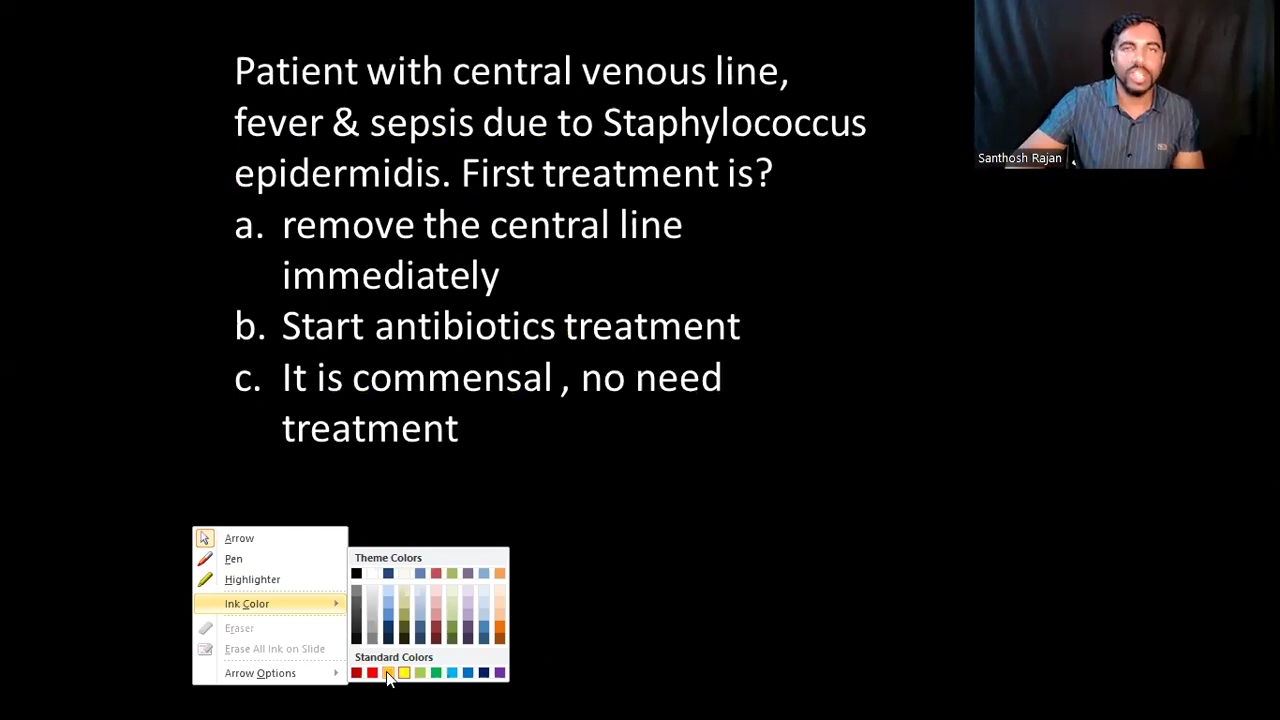 Patient with central venous line,
fever & sepsis due to Staphylococcus
epidermidis. First treatment is?
a. remove the central line
immediately
b. Start antibiotics treatment
c. It is commensal , no need
treatment
Santhosh Rajan
Arrow
Pen
Highlighter
Ink Color
Eraser
Erase All Ink on Slide
Arrow Options
Theme Colors
Standard Colors